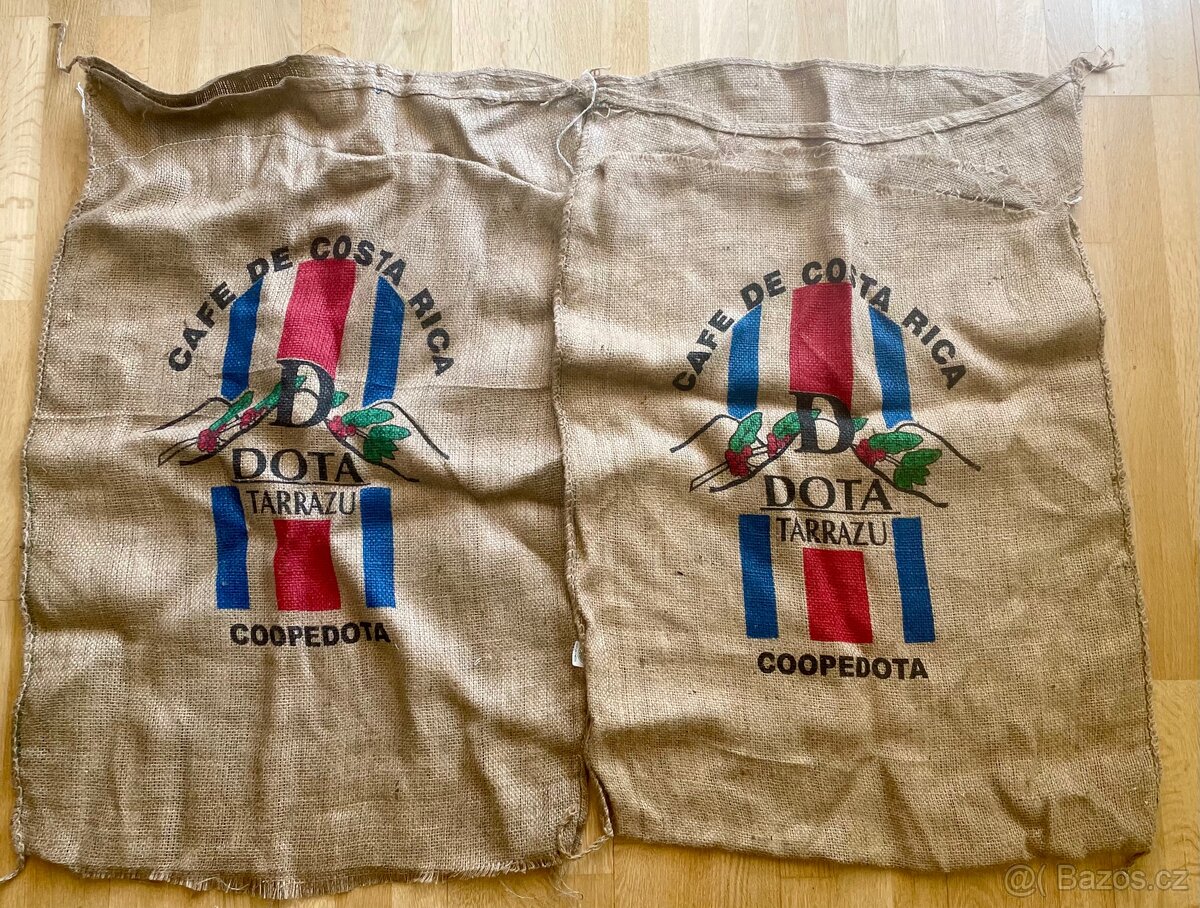 CAFE DE COSTA RICA
D
DOTA
TARRAZU
COOPEDOTA
CAFE DE COSTA RICA
D
DOTA
TARRAZU
COOPEDOTA
@( Bazos.cz